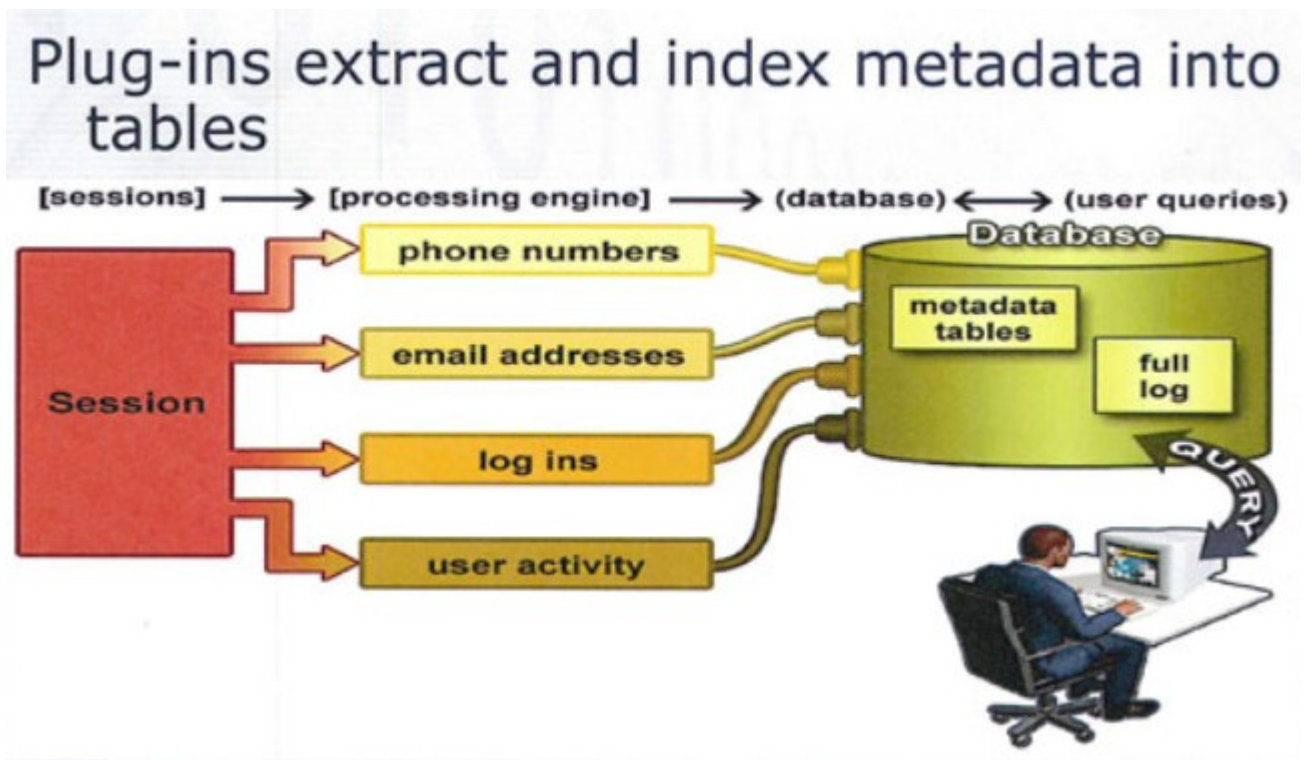 Plug-ins extract and index metadata into
tables
[sessions] → [processing engine] → (database) ↔ (user queries)
Database
phone numbers
metadata
tables
email addresses
full
log
Session
log ins
QUERY
user activity